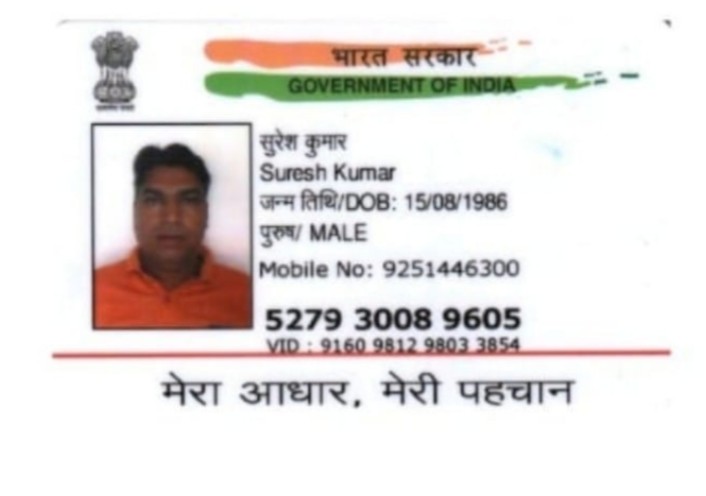 भारत सरकार
GOVERNMENT OF INDIA
सुरेश कुमार
Suresh Kumar
जन्म तिथि/DOB: 15/08/1986
पुरुष/ MALE
Mobile No: 9251446300
5279 3008 9605
VID : 9160 9812 9803 3854
मेरा आधार, मेरी पहचान